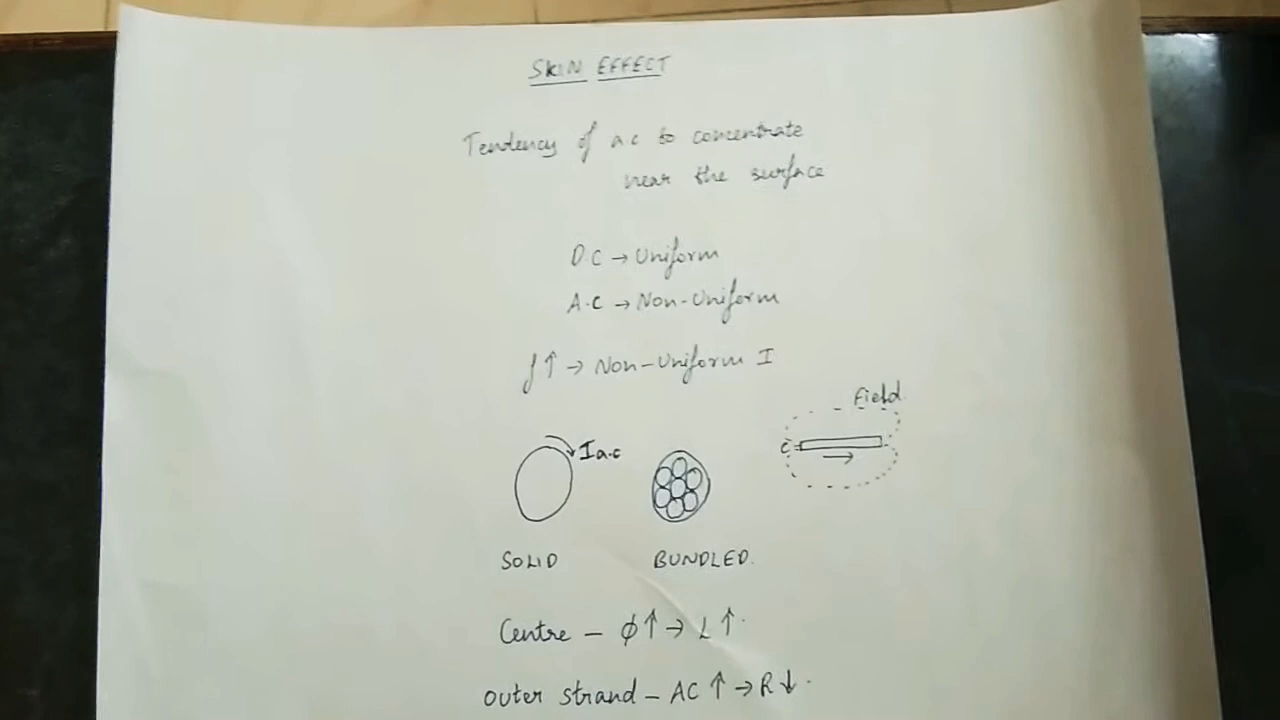 SKIN EFFECT
Tendency of a.c to concentrate
near the surface
D.C → Uniform
A.C → Non-Uniform
f↑ → Non-Uniform I
Field
I a.c
C
SOLID
BUNDLED.
Centre – φ↑ → L↑.
outer strand – AC ↑ → R↓.